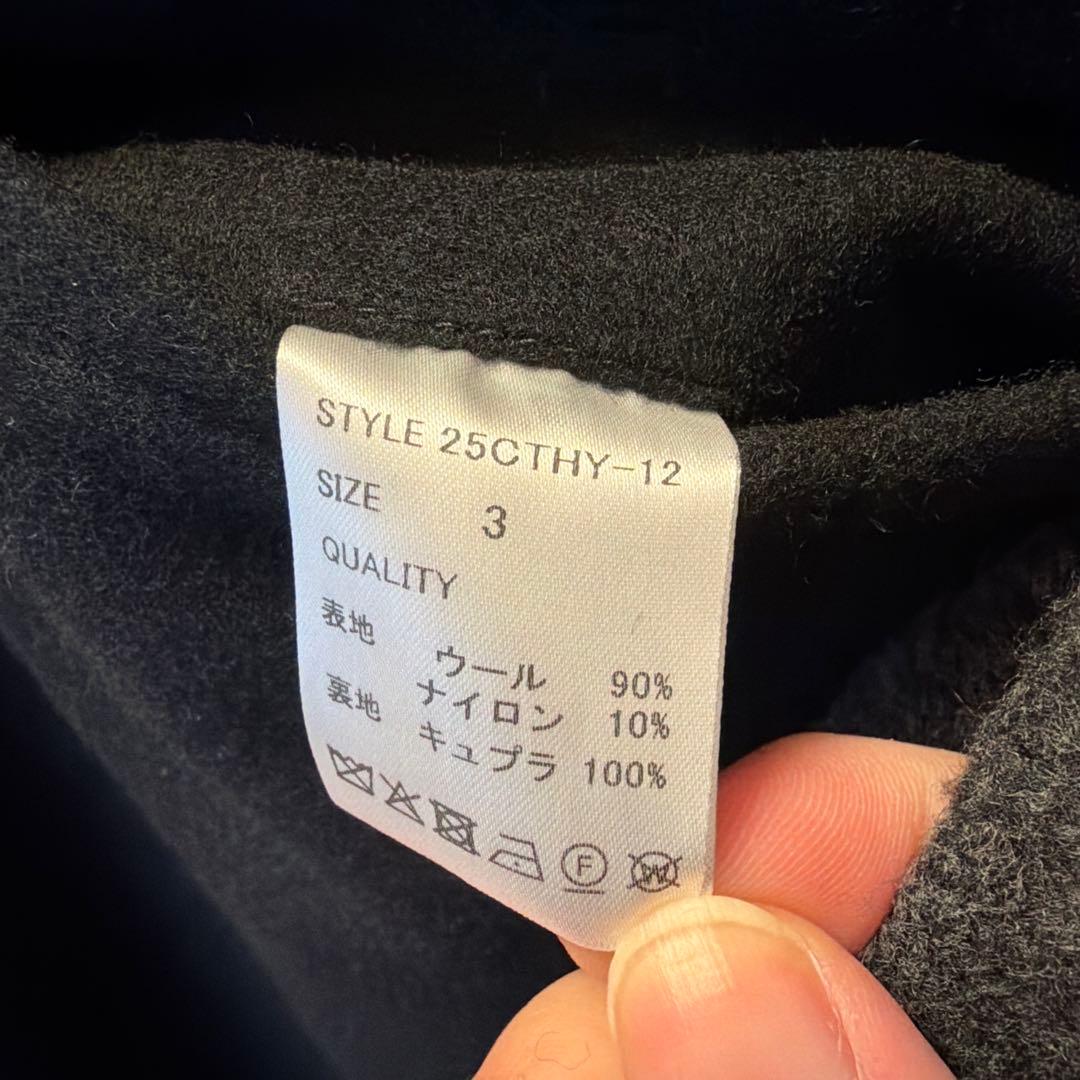 STYLE 25CTHY-12
SIZE 3
QUALITY
表地
ウール 90%
ナイロン 10%
裏地
キュプラ 100%
F
W